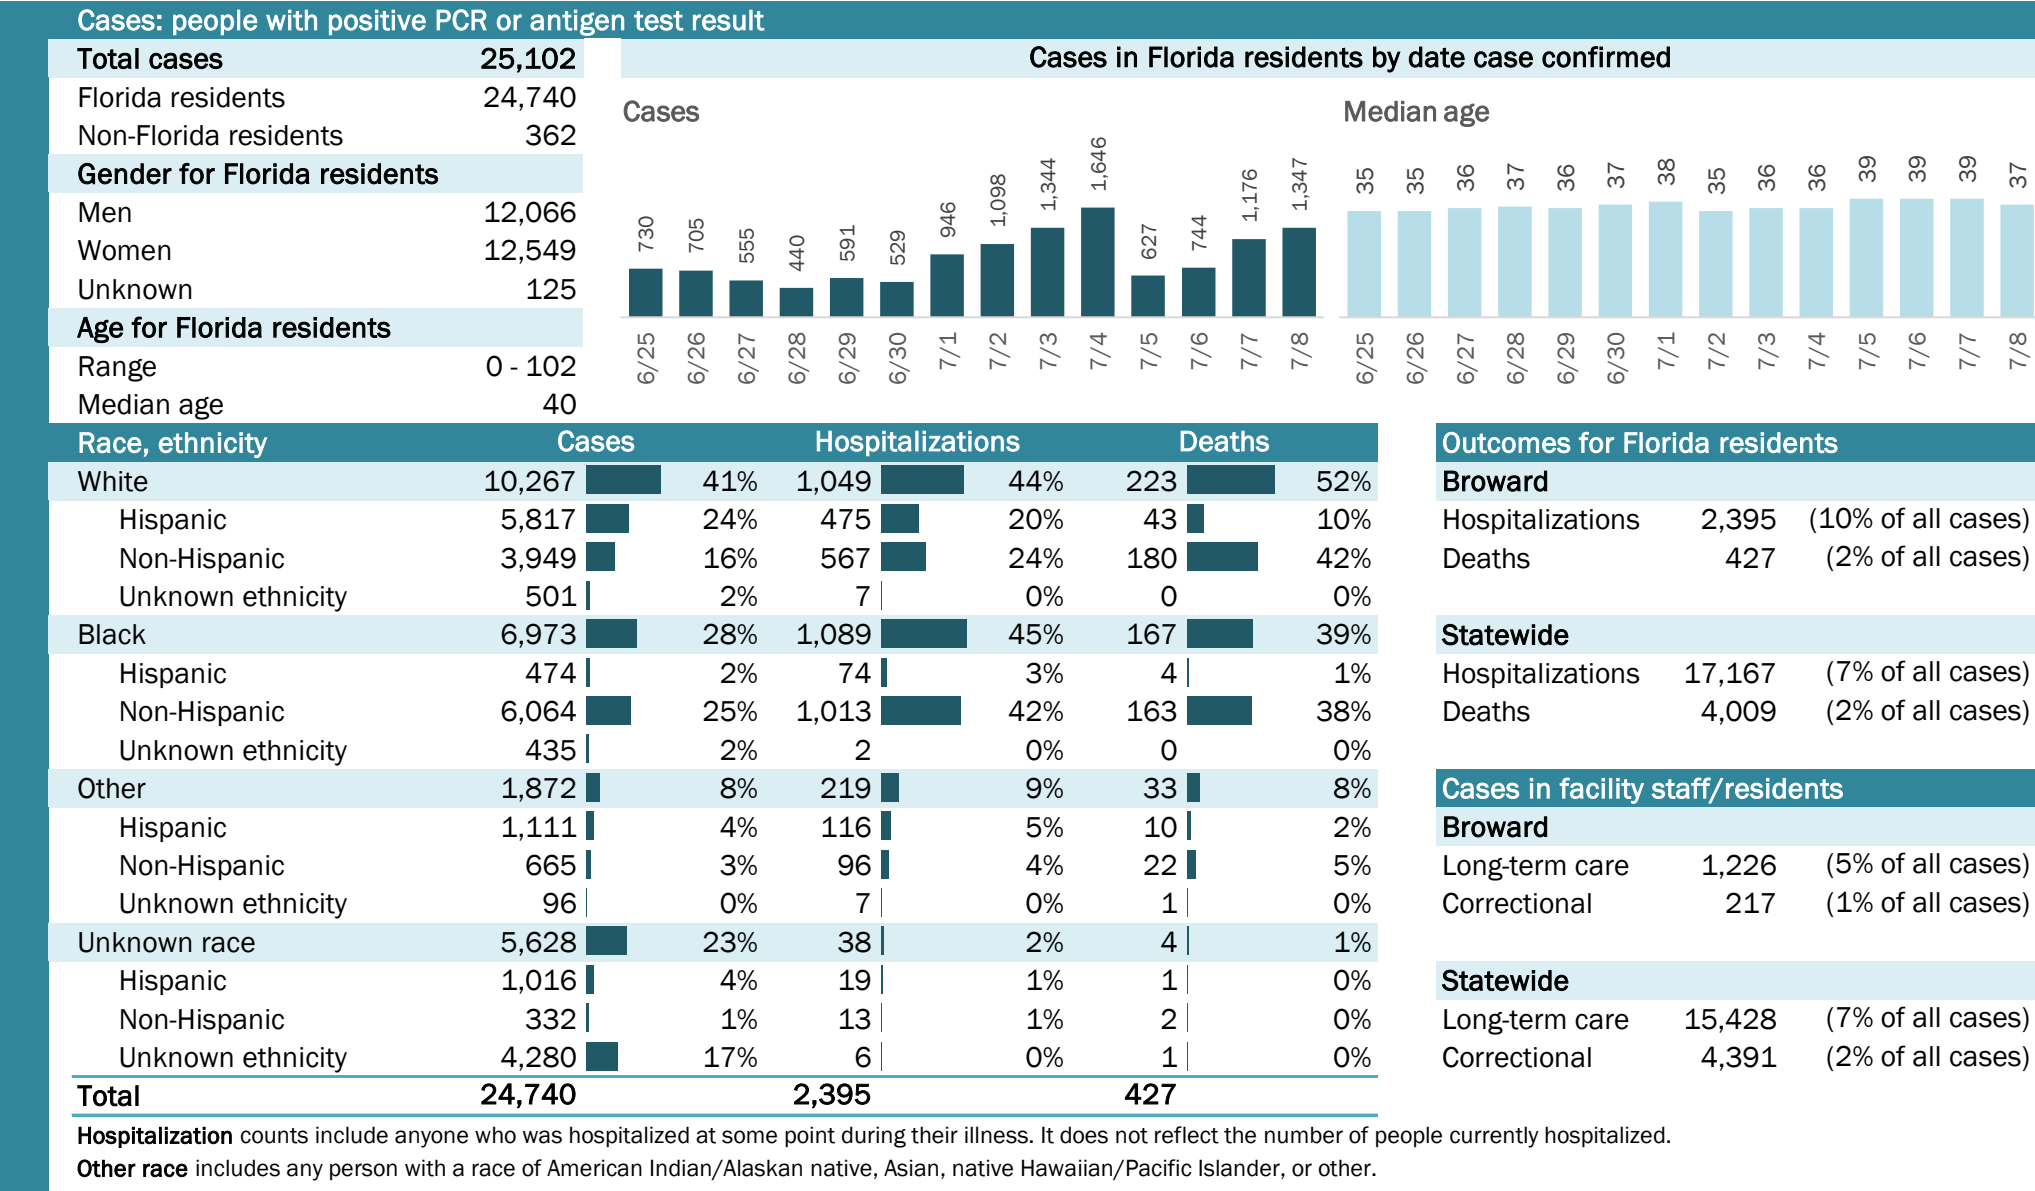 Cases: people with positive PCR or antigen test result
Total cases 25,102
Florida residents 24,740
Non-Florida residents 362
Gender for Florida residents
Men 12,066
Women 12,549
Unknown 125
Age for Florida residents
Range 0 - 102
Median age 40
Cases in Florida residents by date case confirmed
Cases
730 705 555 440 591 529 946 1,098 1,344 1,646 627 744 1,176 1,347
6/25 6/26 6/27 6/28 6/29 6/30 7/1 7/2 7/3 7/4 7/5 7/6 7/7 7/8
Median age
35 35 36 37 36 37 38 35 36 36 39 39 39 37
6/25 6/26 6/27 6/28 6/29 6/30 7/1 7/2 7/3 7/4 7/5 7/6 7/7 7/8
Race, ethnicity Cases Hospitalizations Deaths
White 10,267 41% 1,049 44% 223 52%
Hispanic 5,817 24% 475 20% 43 10%
Non-Hispanic 3,949 16% 567 24% 180 42%
Unknown ethnicity 501 2% 7 0% 0 0%
Black 6,973 28% 1,089 45% 167 39%
Hispanic 474 2% 74 3% 4 1%
Non-Hispanic 6,064 25% 1,013 42% 163 38%
Unknown ethnicity 435 2% 2 0% 0 0%
Other 1,872 8% 219 9% 33 8%
Hispanic 1,111 4% 116 5% 10 2%
Non-Hispanic 665 3% 96 4% 22 5%
Unknown ethnicity 96 0% 7 0% 1 0%
Unknown race 5,628 23% 38 2% 4 1%
Hispanic 1,016 4% 19 1% 1 0%
Non-Hispanic 332 1% 13 1% 2 0%
Unknown ethnicity 4,280 17% 6 0% 1 0%
Total 24,740 2,395 427
Outcomes for Florida residents
Broward
Hospitalizations 2,395 (10% of all cases)
Deaths 427 (2% of all cases)
Statewide
Hospitalizations 17,167 (7% of all cases)
Deaths 4,009 (2% of all cases)
Cases in facility staff/residents
Broward
Long-term care 1,226 (5% of all cases)
Correctional 217 (1% of all cases)
Statewide
Long-term care 15,428 (7% of all cases)
Correctional 4,391 (2% of all cases)
Hospitalization counts include anyone who was hospitalized at some point during their illness. It does not reflect the number of people currently hospitalized.
Other race includes any person with a race of American Indian/Alaskan native, Asian, native Hawaiian/Pacific Islander, or other.